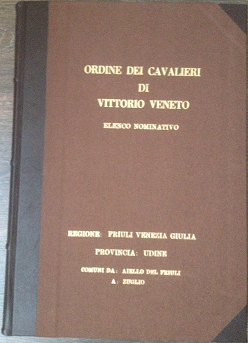 ORDINE DEI CAVALIERI
DI
VITTORIO VENETO
ELENCO NOMINATIVO
REGIONE: FRIULI VENEZIA GIULIA
PROVINCIA: UDINE
COMUNI DA: AIELLO DEL FRIULI
A: ZUGLIO